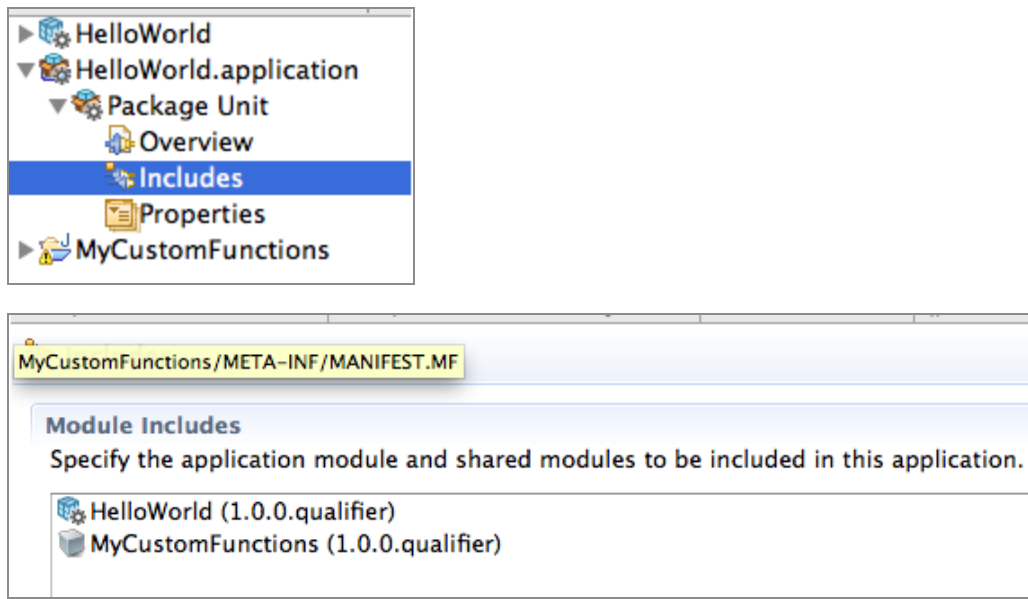 HelloWorld
HelloWorld.application
Package Unit
Overview
Includes
Properties
MyCustomFunctions
MyCustomFunctions/META-INF/MANIFEST.MF
Module Includes
Specify the application module and shared modules to be included in this application.
HelloWorld (1.0.0.qualifier)
MyCustomFunctions (1.0.0.qualifier)